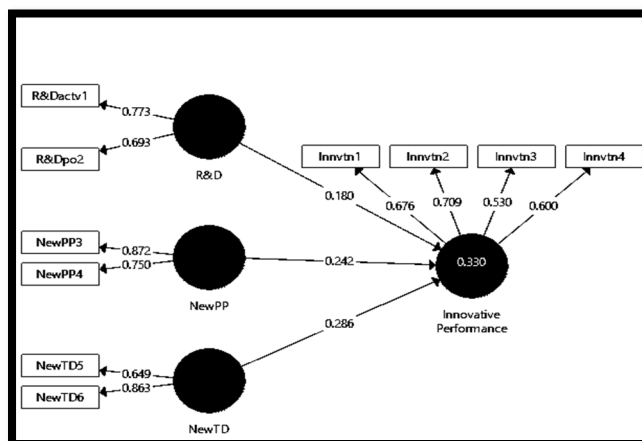 R&Dactv1
0.773
R&Dpo2
0.693
R&D
Innvtn1
Innvtn2
Innvtn3
Innvtn4
0.676
0.709
0.530
0.600
0.180
NewPP3
0.872
NewPP4
0.750
NewPP
0.242
0.330
Innovative
Performance
0.286
NewTD5
0.649
NewTD6
0.863
NewTD